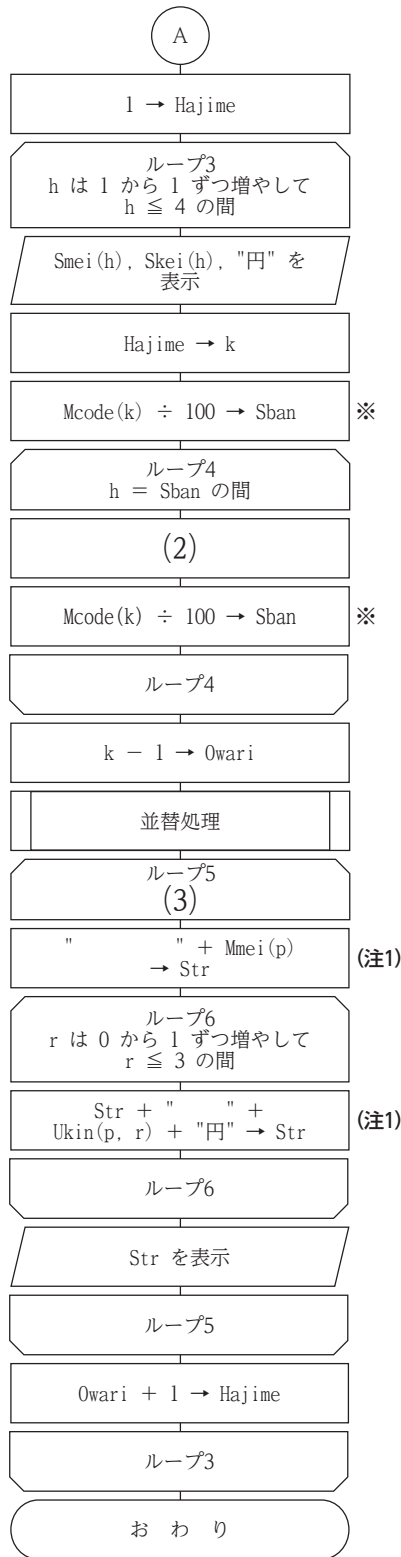 A
1 → Hajime
ループ3
h は 1 から 1 ずつ増やして
h ≦ 4 の間
Smei(h), Skei(h), "円" を
表示
Hajime → k
Mcode(k) ÷ 100 → Sban ※
ループ4
h = Sban の間
(2)
Mcode(k) ÷ 100 → Sban ※
ループ4
k - 1 → Owari
並替処理
ループ5
(3)
"　　　　" + Mmei(p)
→ Str (注1)
ループ6
r は 0 から 1 ずつ増やして
r ≦ 3 の間
Str + "　　" +
Ukin(p, r) + "円" → Str (注1)
ループ6
Str を表示
ループ5
Owari + 1 → Hajime
ループ3
お わ り